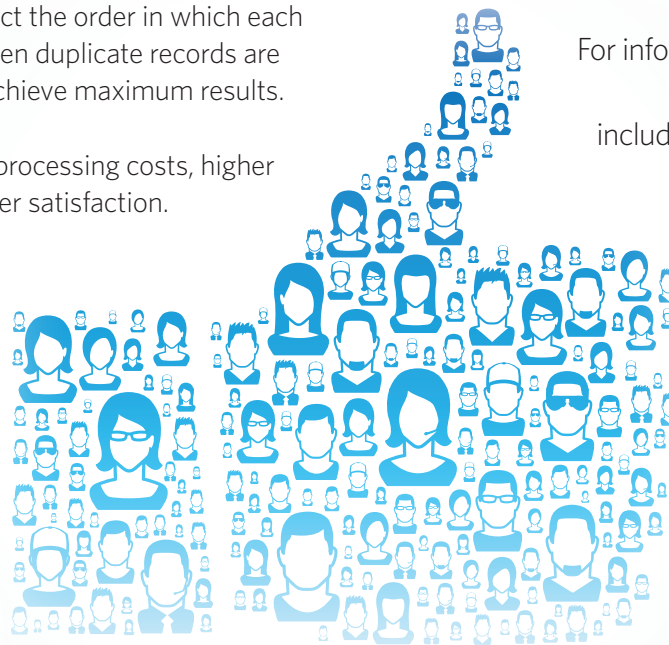 ct the order in which each
en duplicate records are
chieve maximum results.
processing costs, higher
er satisfaction.
For info
includ